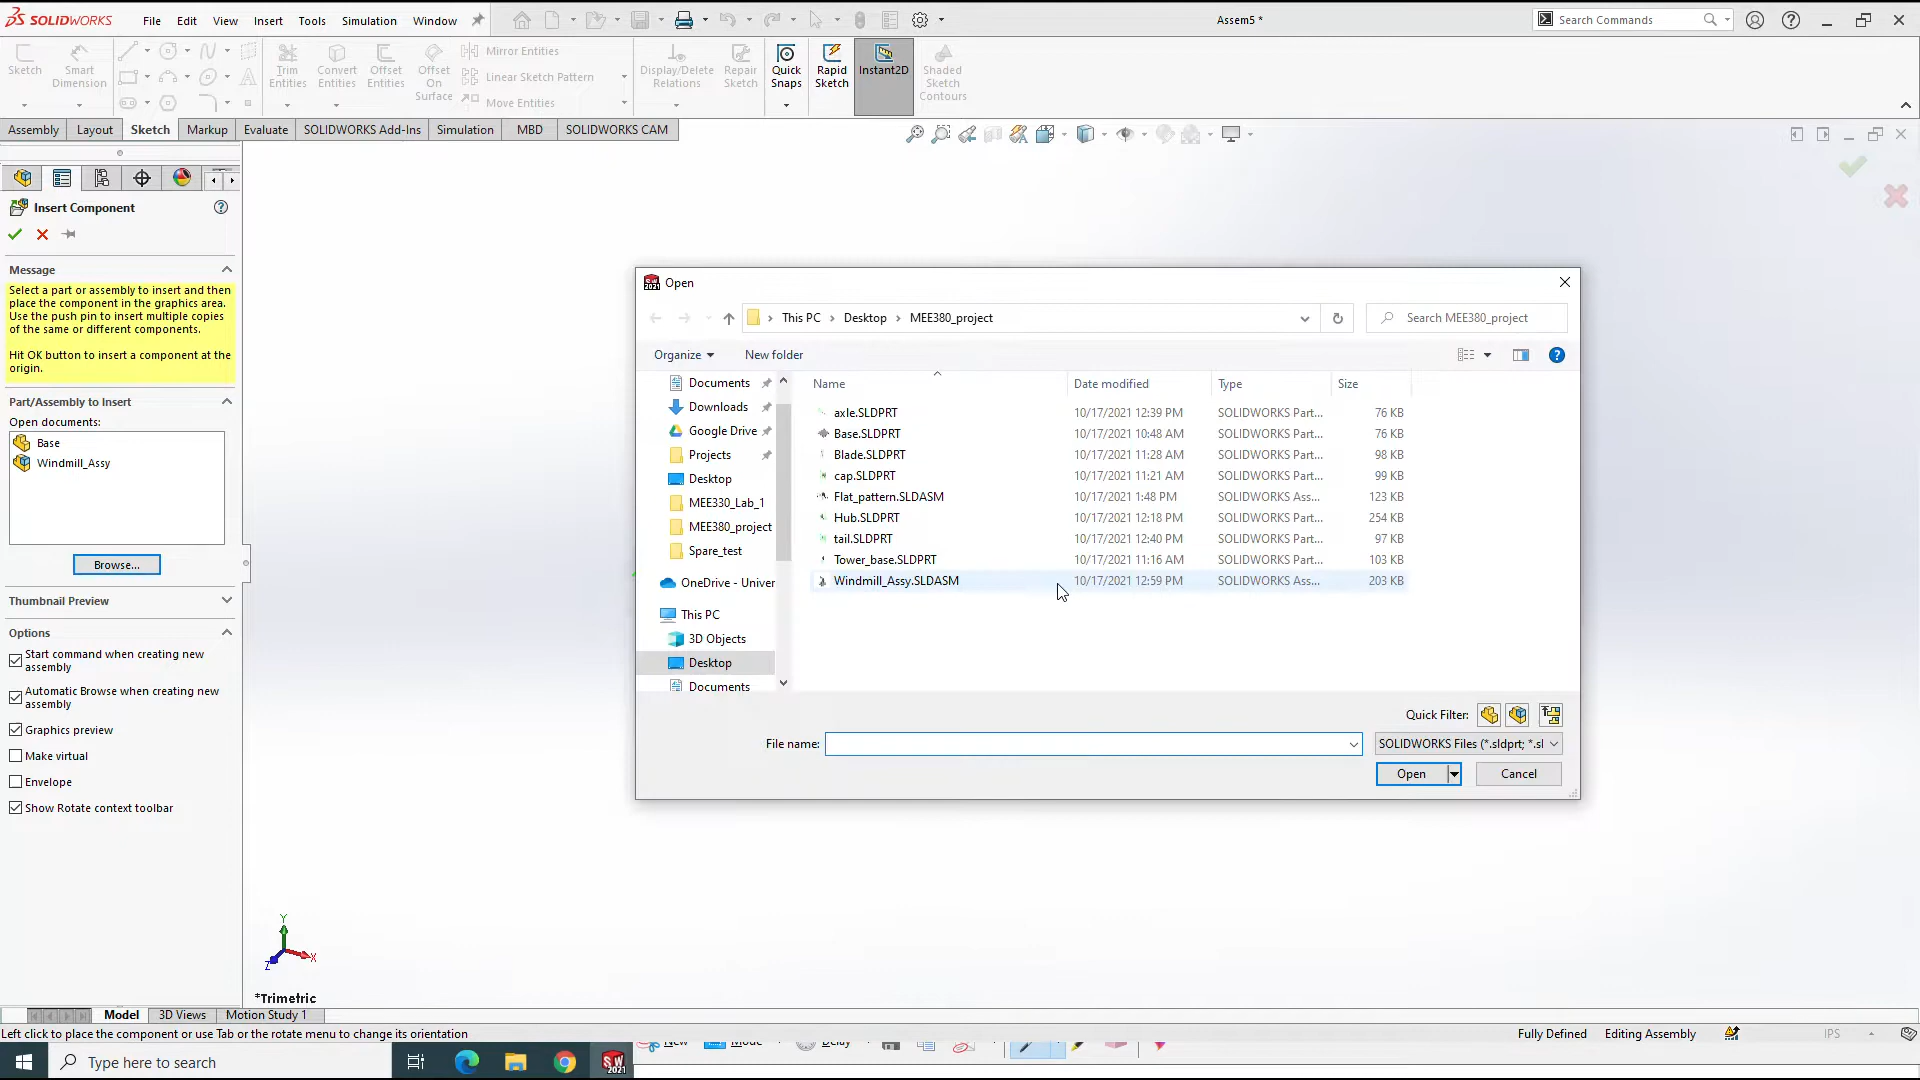 SOLIDWORKS File Edit View Insert Tools Simulation Window Assem5 * Search Commands
Sketch Smart Dimension Trim Entities Convert Entities Offset Entities Offset On Surface Mirror Entities Linear Sketch Pattern Move Entities Display/Delete Relations Repair Sketch Quick Snaps Rapid Sketch Instant2D Shaded Sketch Contours
Assembly Layout Sketch Markup Evaluate SOLIDWORKS Add-Ins Simulation MBD SOLIDWORKS CAM
Insert Component
Message
Select a part or assembly to insert and then
place the component in the graphics area.
Use the push pin to insert multiple copies
of the same or different components.
Hit OK button to insert a component at the
origin.
Part/Assembly to Insert
Open documents:
Base
Windmill_Assy
Browse...
Thumbnail Preview
Options
Start command when creating new
assembly
Automatic Browse when creating new
assembly
Graphics preview
Make virtual
Envelope
Show Rotate context toolbar
SW 2021 Open
This PC > Desktop > MEE380_project Search MEE380_project
Organize New folder
Documents
Downloads
Google Drive
Projects
Desktop
MEE330_Lab_1
MEE380_project
Spare_test
OneDrive - Univer
This PC
3D Objects
Desktop
Documents
Name Date modified Type Size
axle.SLDPRT 10/17/2021 12:39 PM SOLIDWORKS Part... 76 KB
Base.SLDPRT 10/17/2021 10:48 AM SOLIDWORKS Part... 76 KB
Blade.SLDPRT 10/17/2021 11:28 AM SOLIDWORKS Part... 98 KB
cap.SLDPRT 10/17/2021 11:21 AM SOLIDWORKS Part... 99 KB
Flat_pattern.SLDASM 10/17/2021 1:48 PM SOLIDWORKS Ass... 123 KB
Hub.SLDPRT 10/17/2021 12:18 PM SOLIDWORKS Part... 254 KB
tail.SLDPRT 10/17/2021 12:40 PM SOLIDWORKS Part... 97 KB
Tower_base.SLDPRT 10/17/2021 11:16 AM SOLIDWORKS Part... 103 KB
Windmill_Assy.SLDASM 10/17/2021 12:59 PM SOLIDWORKS Ass... 203 KB
Quick Filter:
File name: SOLIDWORKS Files (*.sldprt; *.sl
Open Cancel
Y
X
Z
*Trimetric
Model 3D Views Motion Study 1
Left click to place the component or use Tab or the rotate menu to change its orientation Fully Defined Editing Assembly IPS
New Mode Delay
Type here to search SW 2021